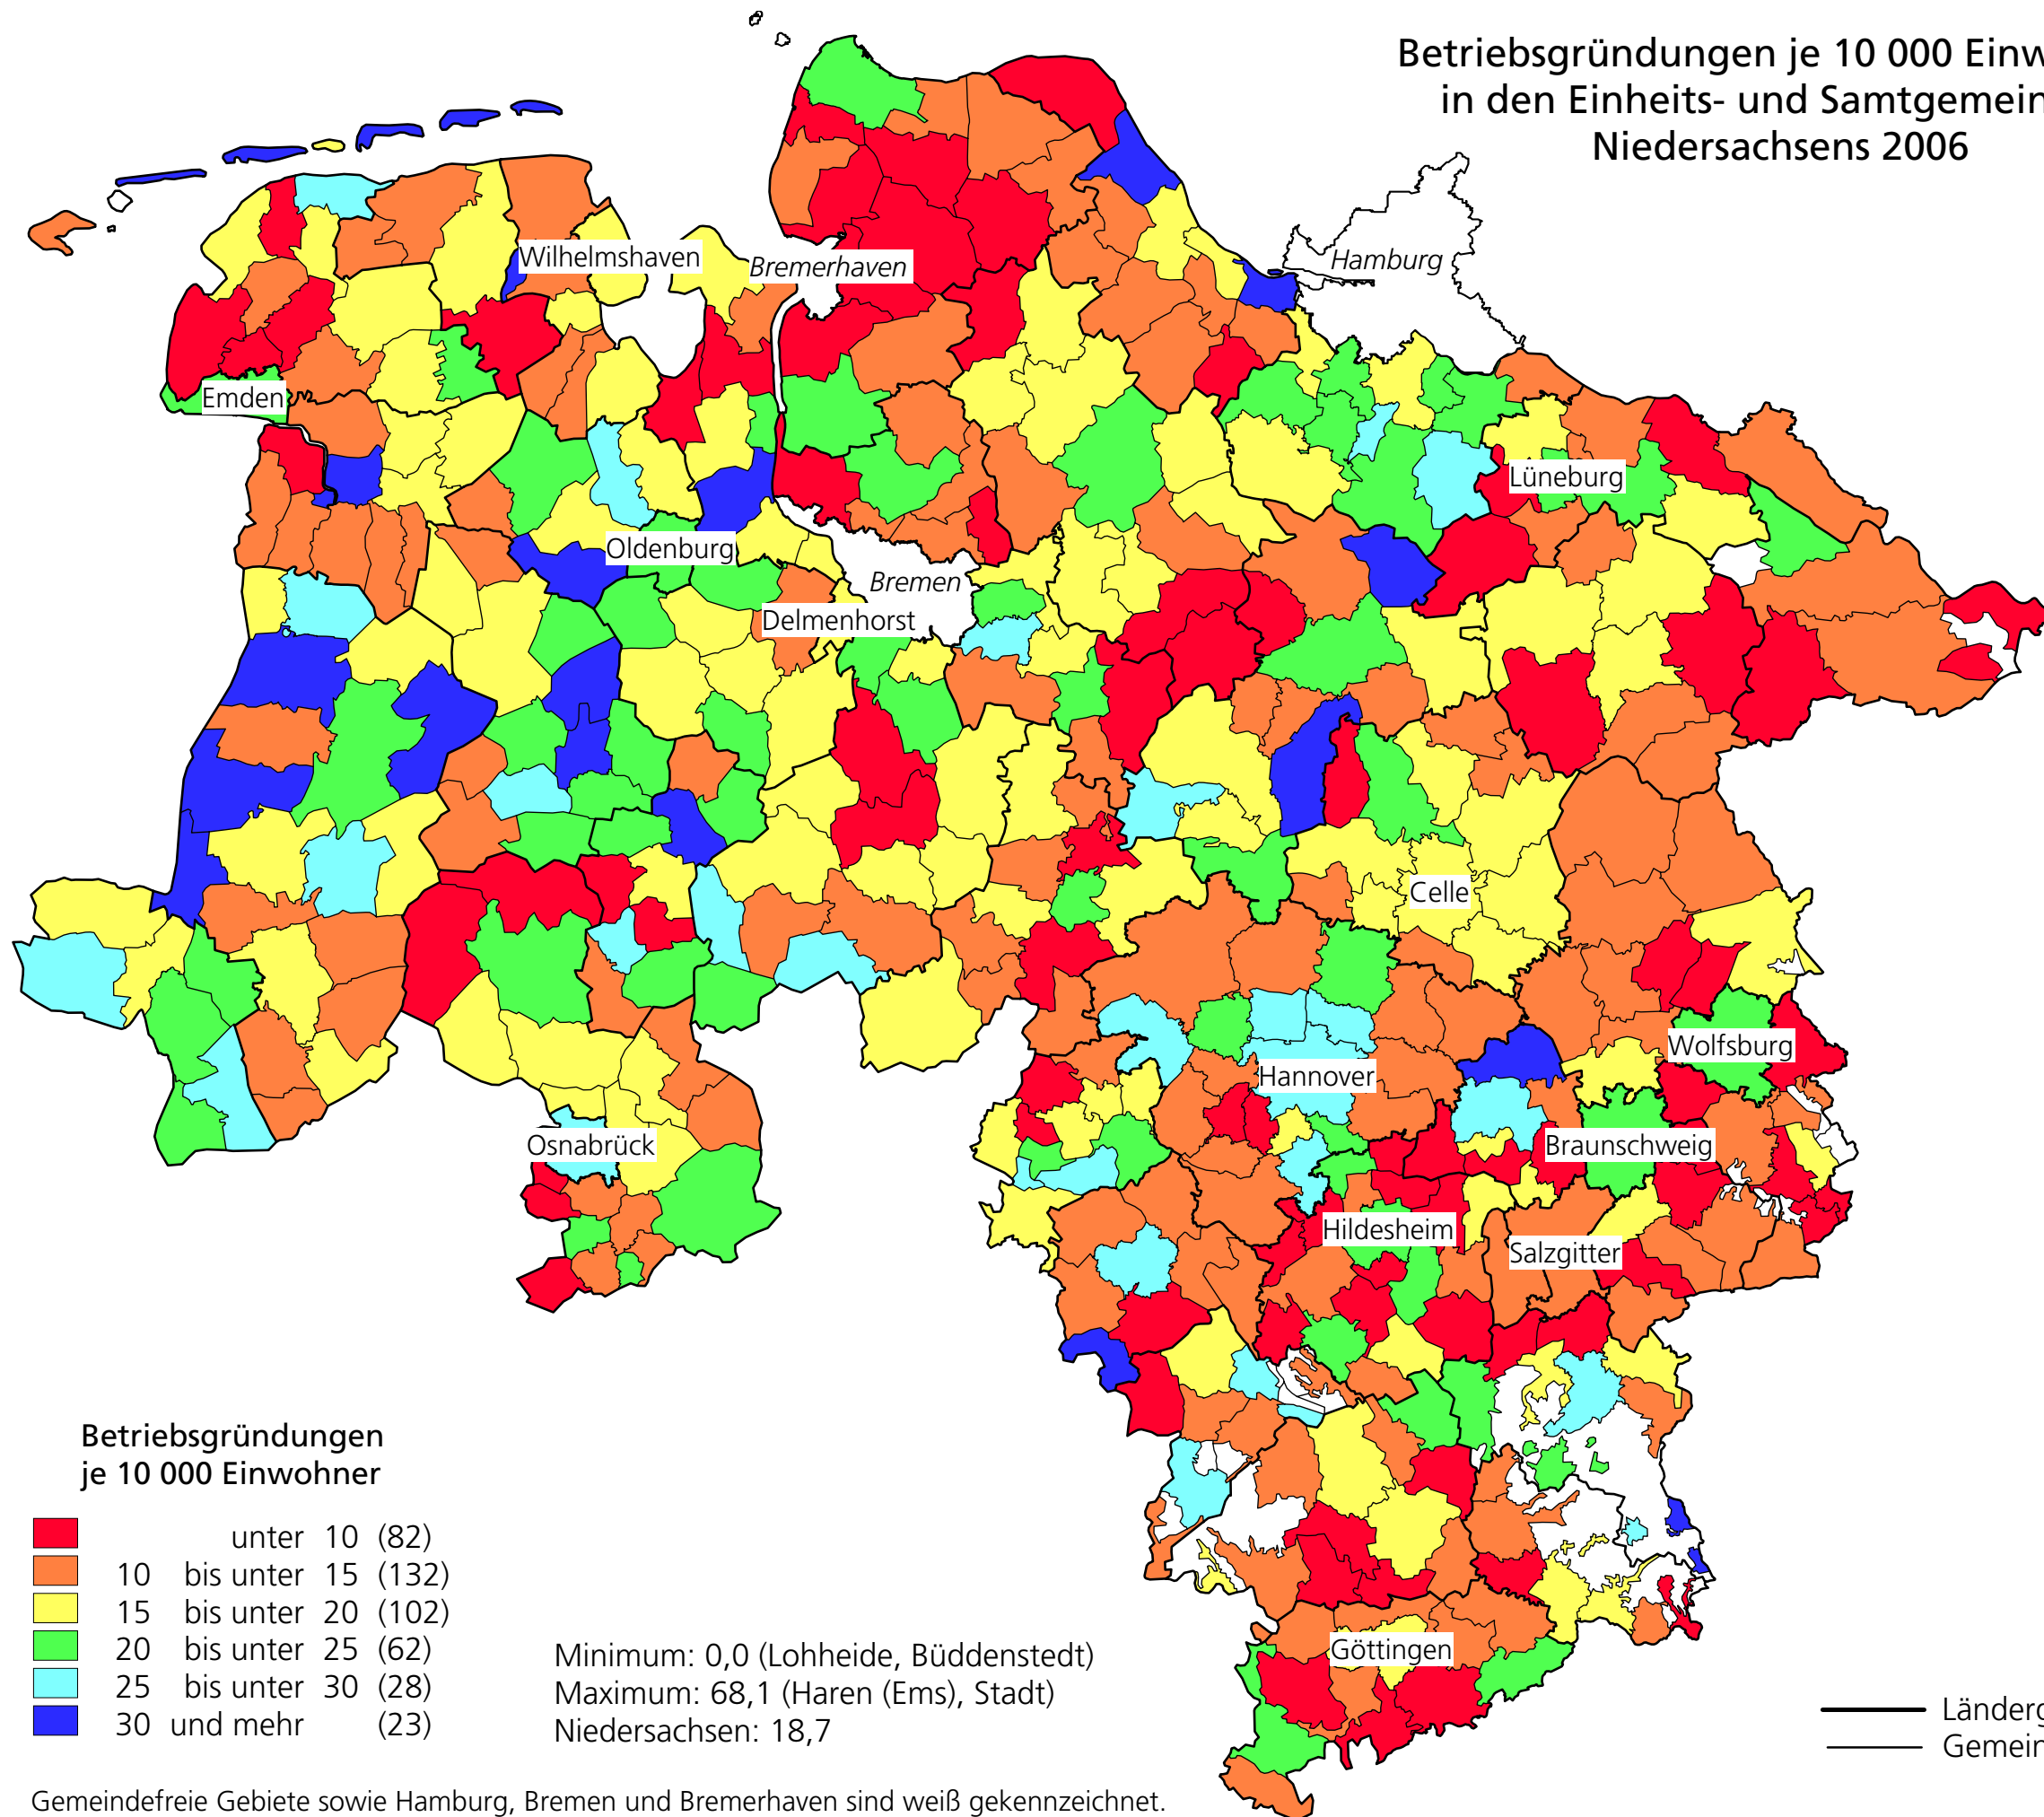 Betriebsgründungen je 10 000
in den Einheits- und
Niedersachsens 2006
Wilhelmshaven
Bremerhaven
Hamburg
Emden
Lüneburg
Oldenburg
Bremen
Delmenhorst
Celle
Wolfsburg
Hannover
Osnabrück
Braunschweig
Hildesheim
Salzgitter
Göttingen
Betriebsgründungen
je 10 000 Einwohner
unter 10 (82)
10 bis unter 15 (132)
15 bis unter 20 (102)
20 bis unter 25 (62)
25 bis unter 30 (28)
30 und mehr (23)
Minimum: 0,0 (Lohheide, Büddenstedt)
Maximum: 68,1 (Haren (Ems), Stadt)
Niedersachsen: 18,7
Gemeindefreie Gebiete sowie Hamburg, Bremen und Bremerhaven sind weiß gekennzeichnet.